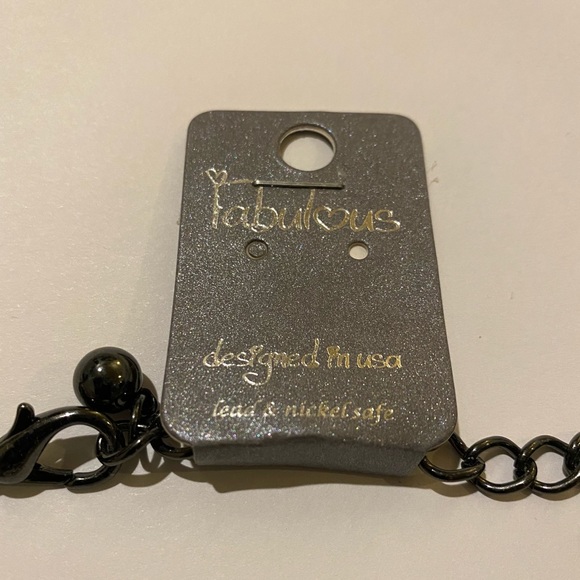 fabulous
designed in usa
lead & nickel safe